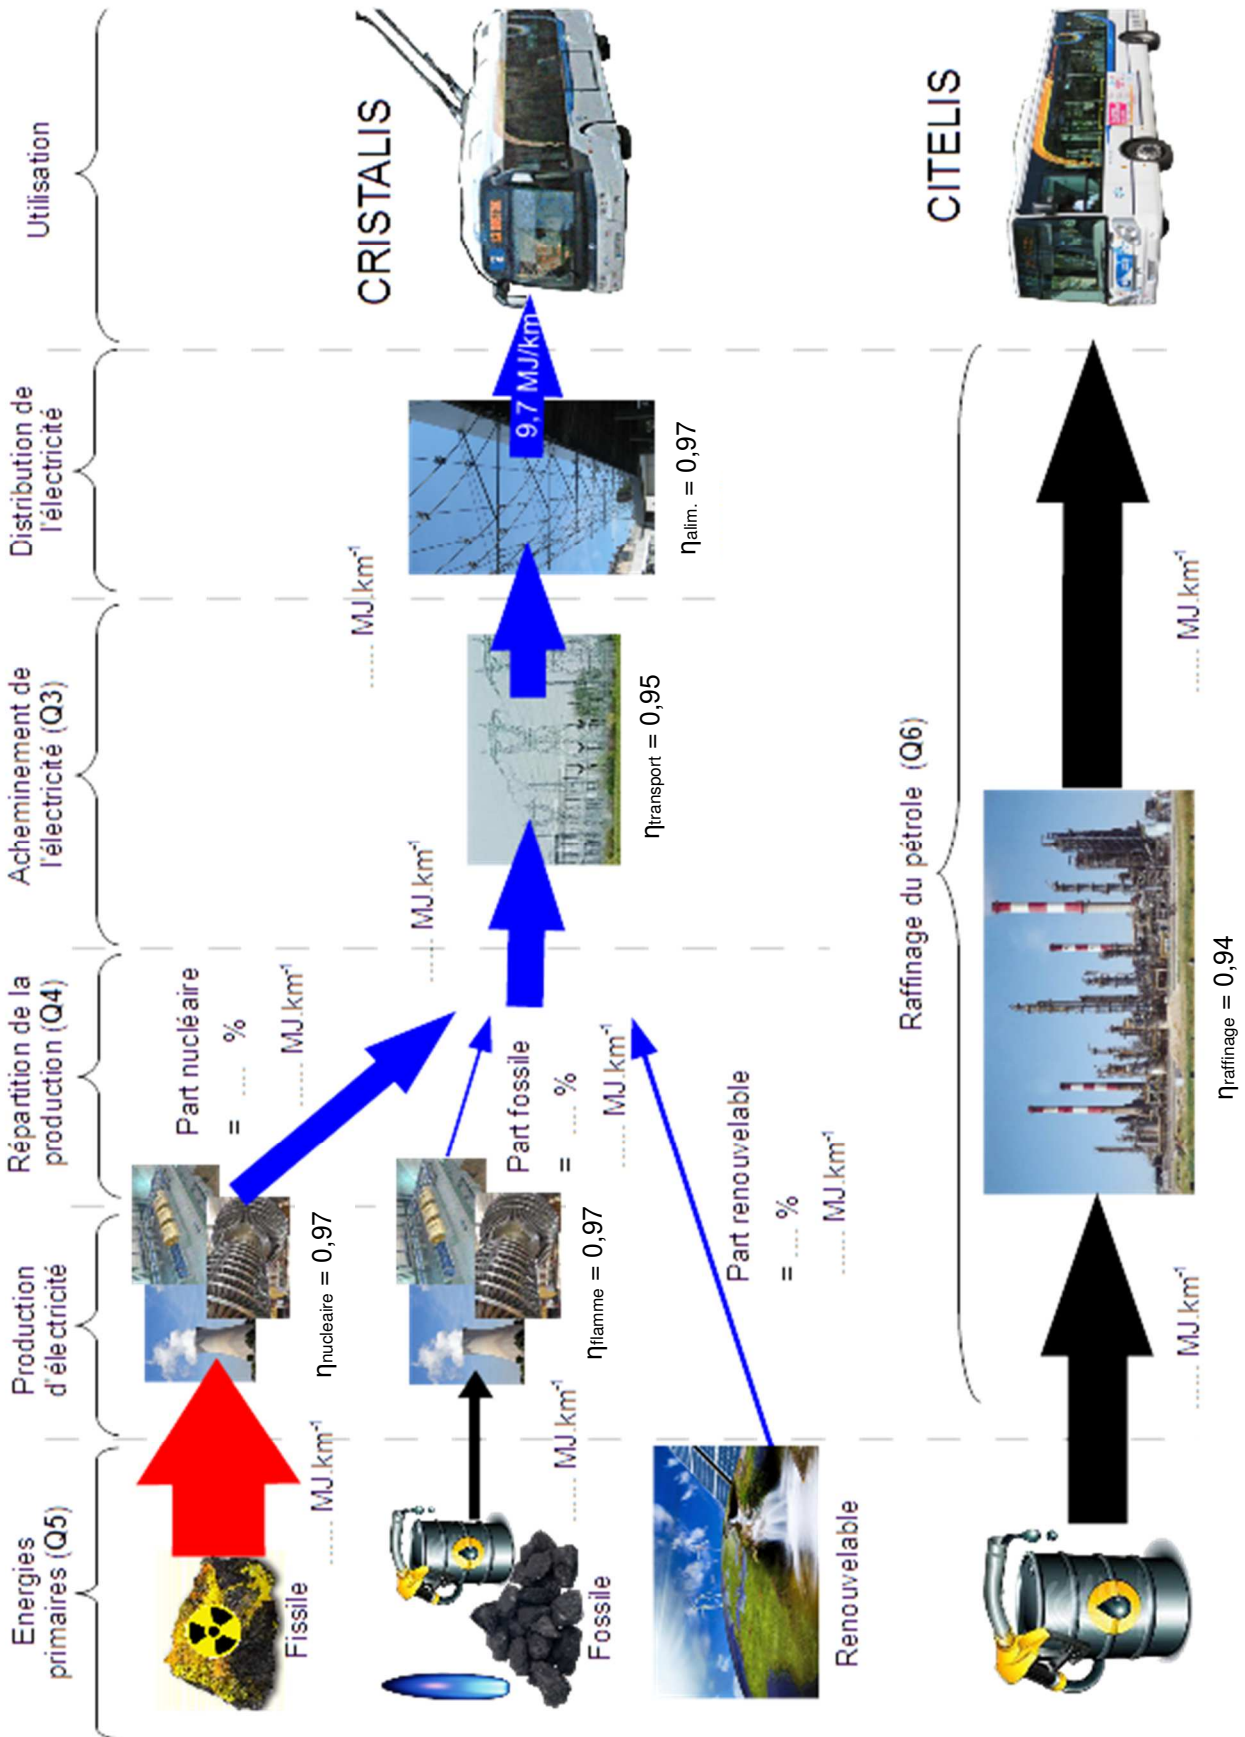 Energies
primaires (Q5)
Production
d'électricité
Répartition de la
production (Q4)
Acheminement de
l'électricité (Q3)
Distribution de
l'électricité
Utilisation
Fissile
...... MJ.km⁻¹
ηnucleaire = 0,97
Part nucléaire
= ...... %
...... MJ.km⁻¹
Fossile
...... MJ.km⁻¹
ηflamme = 0,97
Part fossile
= ...... %
...... MJ.km⁻¹
Renouvelable
Part renouvelable
= ...... %
...... MJ.km⁻¹
...... MJ.km⁻¹
ηtransport = 0,95
...... MJ.km⁻¹
ηalim. = 0,97
9,7 MJ/km
CRISTALIS
Raffinage du pétrole (Q6)
...... MJ.km⁻¹
ηraffinage = 0,94
...... MJ.km⁻¹
CITELIS